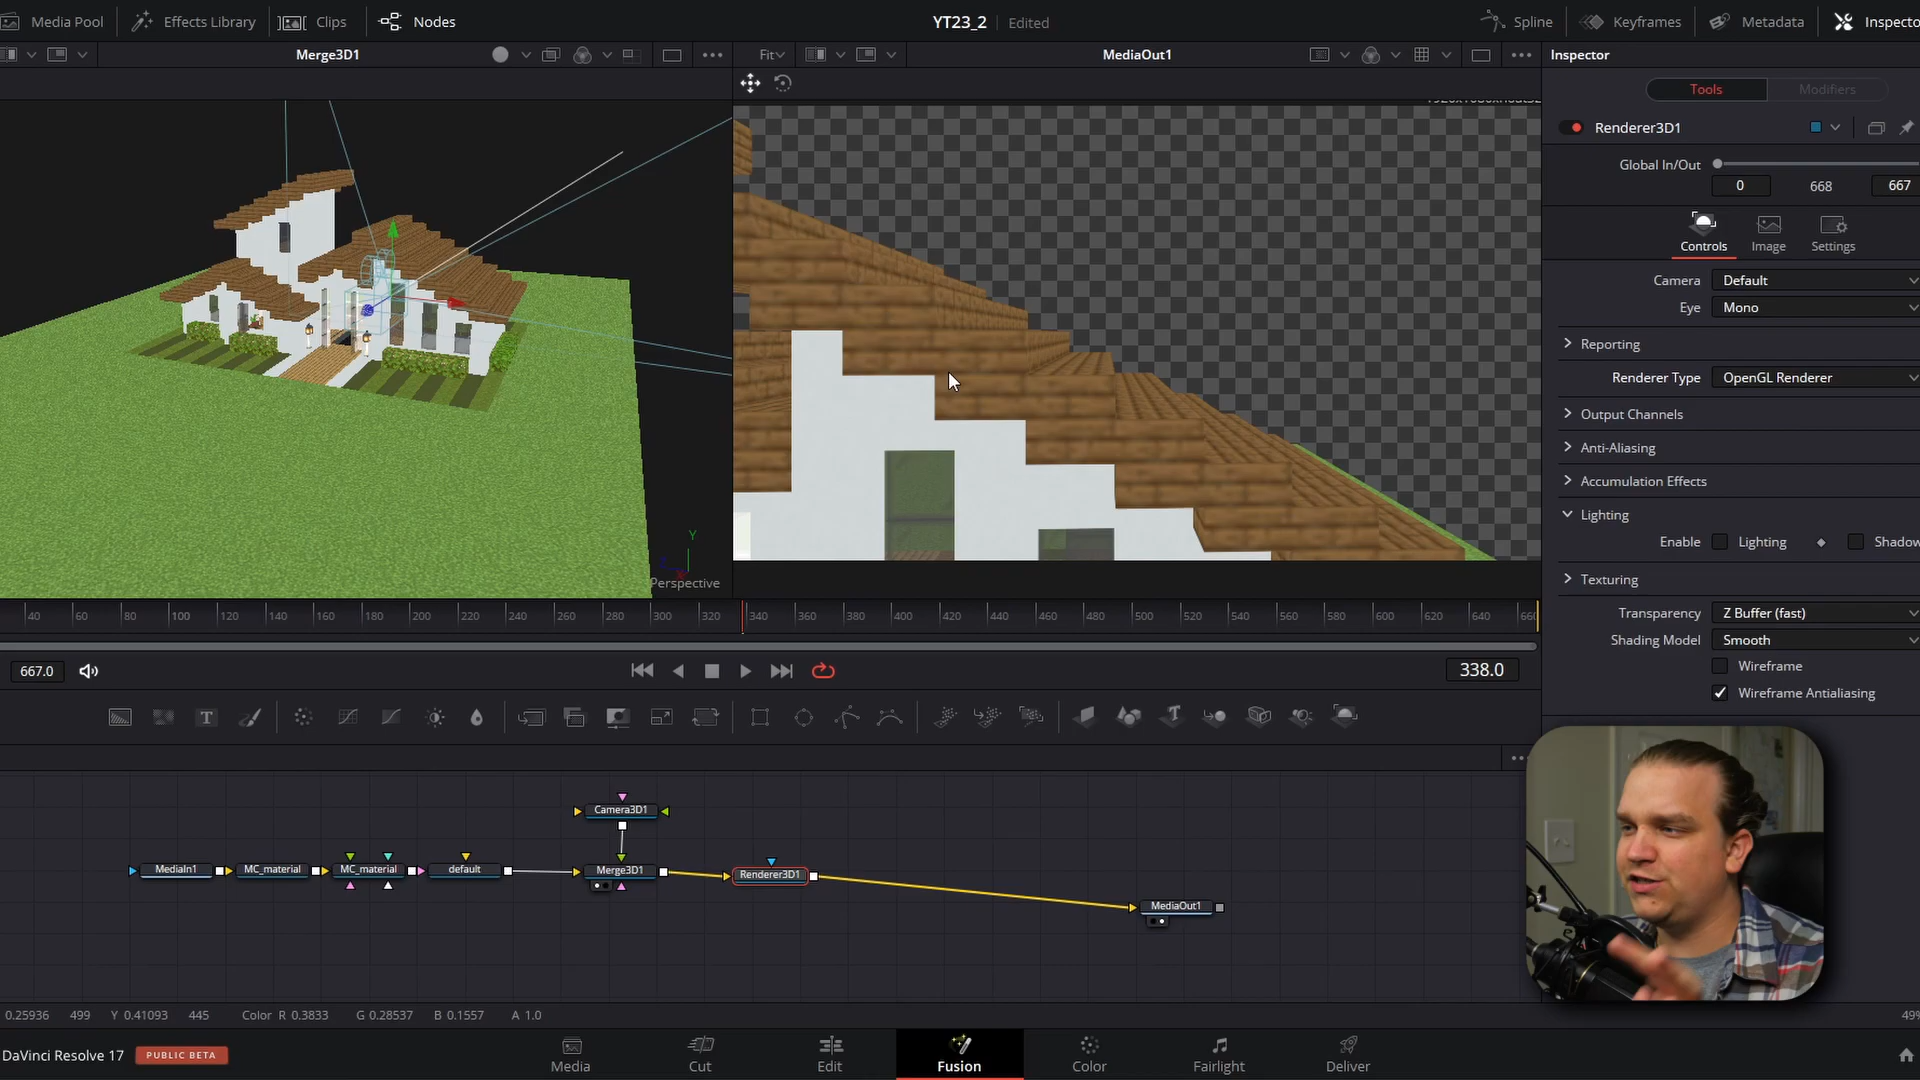 Media Pool Effects Library Clips Nodes YT23_2 Edited Spline Keyframes Metadata Inspecto
Merge3D1 Fit MediaOut1 Inspector
Tools Modifiers
Renderer3D1
Global In/Out
0 668 667
Controls Image Settings
Camera Default
Eye Mono
Reporting
Renderer Type OpenGL Renderer
Output Channels
Anti-Aliasing
Accumulation Effects
Lighting
Enable Lighting Shadow
Texturing
Transparency Z Buffer (fast)
Shading Model Smooth
Wireframe
Wireframe Antialiasing
Y
Perspective
40 60 80 100 120 140 160 180 200 220 240 260 280 300 320 340 360 380 400 420 440 460 480 500 520 540 560 580 600 620 640 660
667.0 338.0
Camera3D1
MediaIn1 MC_material MC_material default Merge3D1 Renderer3D1
MediaOut1
0.25936 499 Y 0.41093 445 Color R 0.3833 G 0.28537 B 0.1557 A 1.0 49%
DaVinci Resolve 17 PUBLIC BETA Media Cut Edit Fusion Color Fairlight Deliver